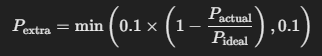 P_extra = min(0.1 × (1 − P_actual / P_ideal), 0.1)